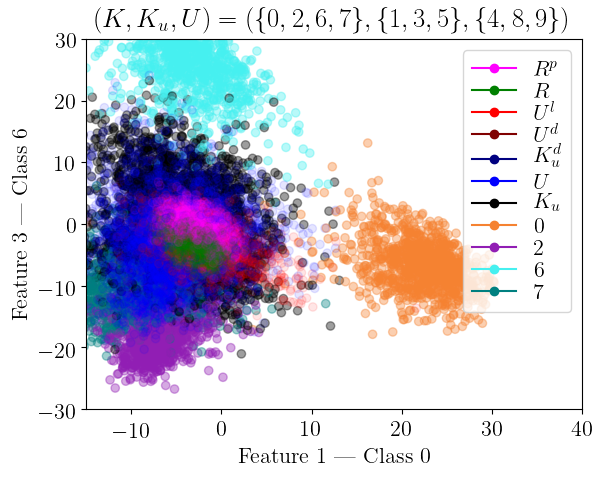 (K, K_u, U) = ({0, 2, 6, 7}, {1, 3, 5}, {4, 8, 9})
30
20
10
0
−10
−20
−30
Feature 3 — Class 6
−10
0
10
20
30
40
Feature 1 — Class 0
R^p
R
U^l
U^d
K_u^d
U
K_u
0
2
6
7